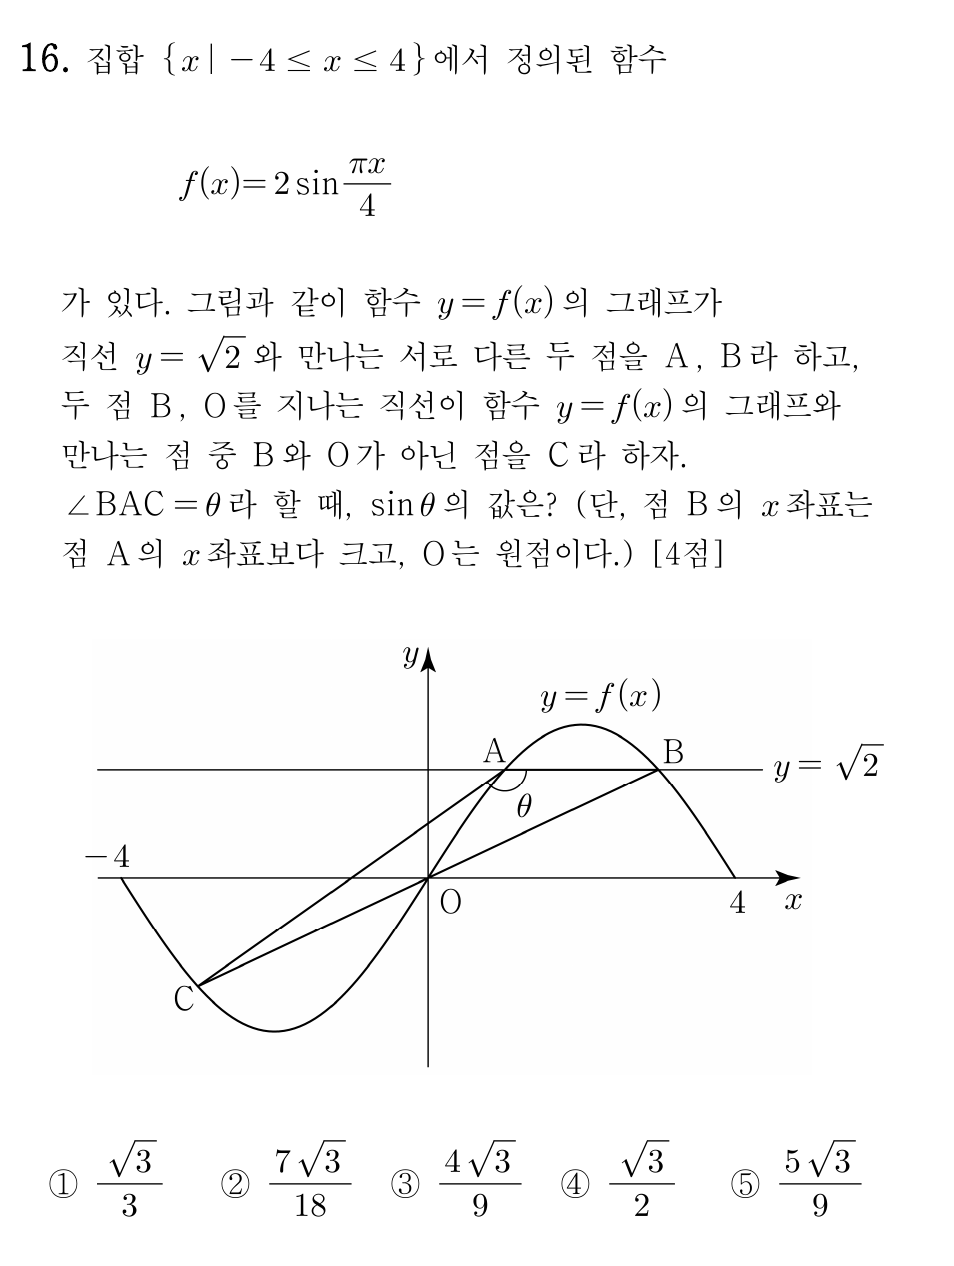 16. 집합 {x | −4 ≤ x ≤ 4}에서 정의된 함수
f(x)=2 sin πx/4
가 있다. 그림과 같이 함수 y=f(x)의 그래프가
직선 y=√2 와 만나는 서로 다른 두 점을 A, B라 하고,
두 점 B, O를 지나는 직선이 함수 y=f(x)의 그래프와
만나는 점 중 B와 O가 아닌 점을 C라 하자.
∠BAC=θ라 할 때, sinθ의 값은? (단, 점 B의 x좌표는
점 A의 x좌표보다 크고, O는 원점이다.) [4점]
y
y=f(x)
A
B
y=√2
θ
−4
O
4
x
C
① √3/3 ② 7√3/18 ③ 4√3/9 ④ √3/2 ⑤ 5√3/9